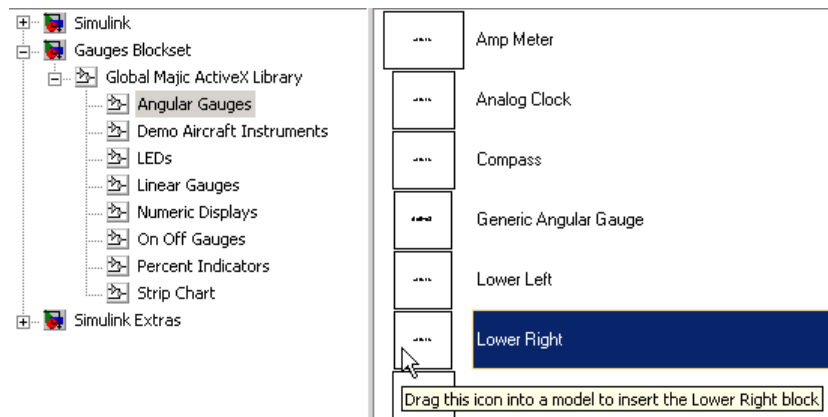 Simulink
Gauges Blockset
Global Majic ActiveX Library
Angular Gauges
Demo Aircraft Instruments
LEDs
Linear Gauges
Numeric Displays
On Off Gauges
Percent Indicators
Strip Chart
Simulink Extras
Amp Meter
Analog Clock
Compass
Generic Angular Gauge
Lower Left
Lower Right
Drag this icon into a model to insert the Lower Right block